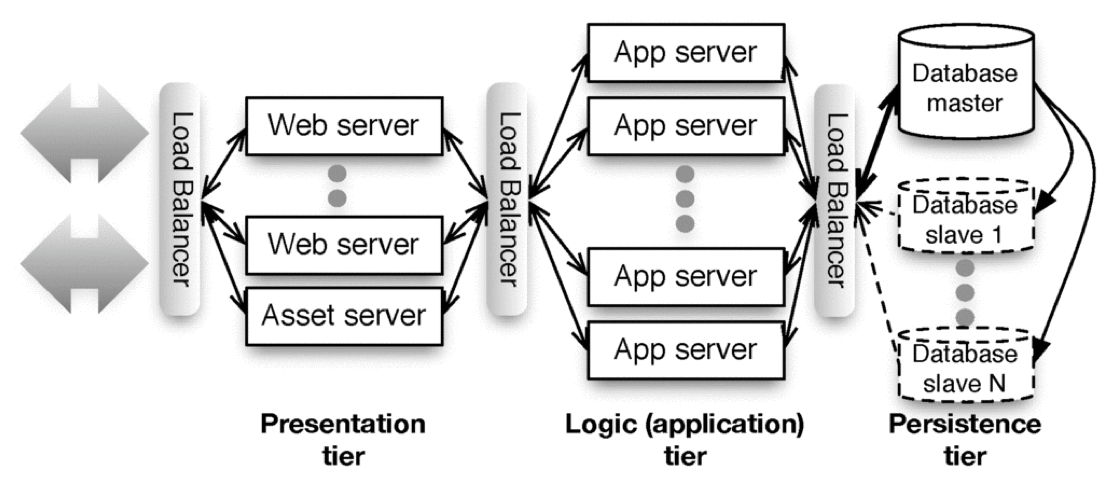 Load Balancer
Web server
Web server
Asset server
Presentation
tier
Load Balancer
App server
App server
App server
App server
Logic (application)
tier
Load Balancer
Database
master
Database
slave 1
Database
slave N
Persistence
tier